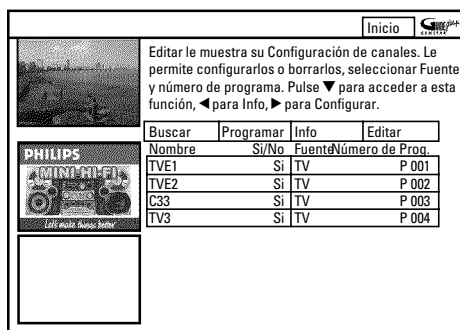 Inicio
GUIDE Plus+
GEMSTAR
Editar le muestra su Configuración de canales. Le
permite configurarlos o borrarlos, seleccionar Fuente
y número de programa. Pulse ▼ para acceder a esta
función, ◀ para Info, ▶ para Configurar.
Buscar Programar Info Editar
Nombre Si/No Fuente Número de Prog.
TVE1 Si TV P 001
TVE2 Si TV P 002
C33 Si TV P 003
TV3 Si TV P 004
PHILIPS
MINI-HI-FI
Let's make things better